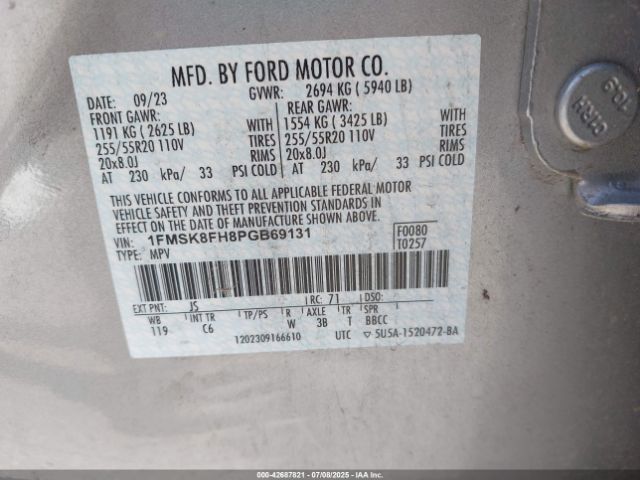 MFD. BY FORD MOTOR CO.
DATE: 09/23 GVWR: 2694 KG ( 5940 LB)
FRONT GAWR: REAR GAWR:
1191 KG ( 2625 LB) WITH 1554 KG ( 3425 LB) WITH
255/55R20 110V TIRES 255/55R20 110V TIRES
20x8.0J RIMS 20x8.0J RIMS
AT 230 kPa/ 33 PSI COLD AT 230 kPa/ 33 PSI COLD
THIS VEHICLE CONFORMS TO ALL APPLICABLE FEDERAL MOTOR
VEHICLE SAFETY AND THEFT PREVENTION STANDARDS IN
EFFECT ON THE DATE OF MANUFACTURE SHOWN ABOVE.
VIN: 1FMSK8FH8PGB69131
TYPE: MPV
F0080
T0257
EXT PNT: JS RC: 71 DSO:
WB INT TR TP/PS R AXLE TR SPR
119 C6 W 3B T BBCC
1202309166610 UTC 5U5A-1520472-BA
000-42687821 | 07/08/2025 | IAAI.COM